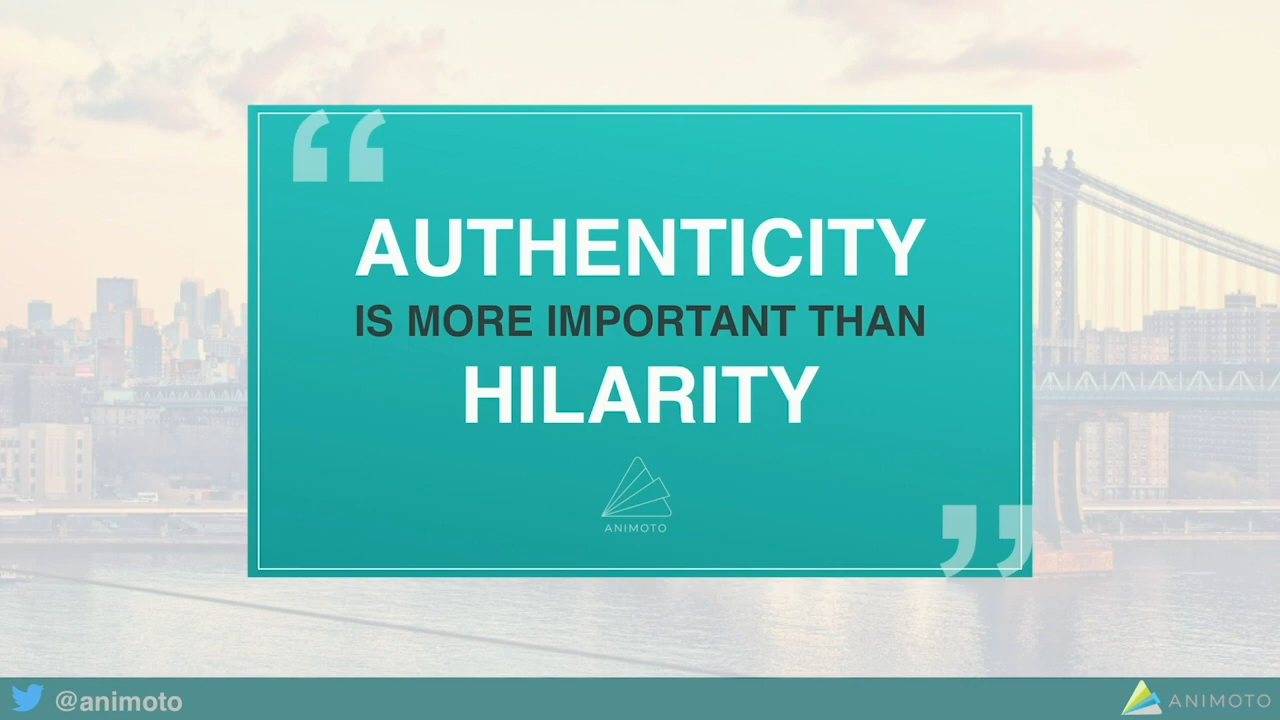 “
AUTHENTICITY
IS MORE IMPORTANT THAN
HILARITY
ANIMOTO
”
@animoto
ANIMOTO